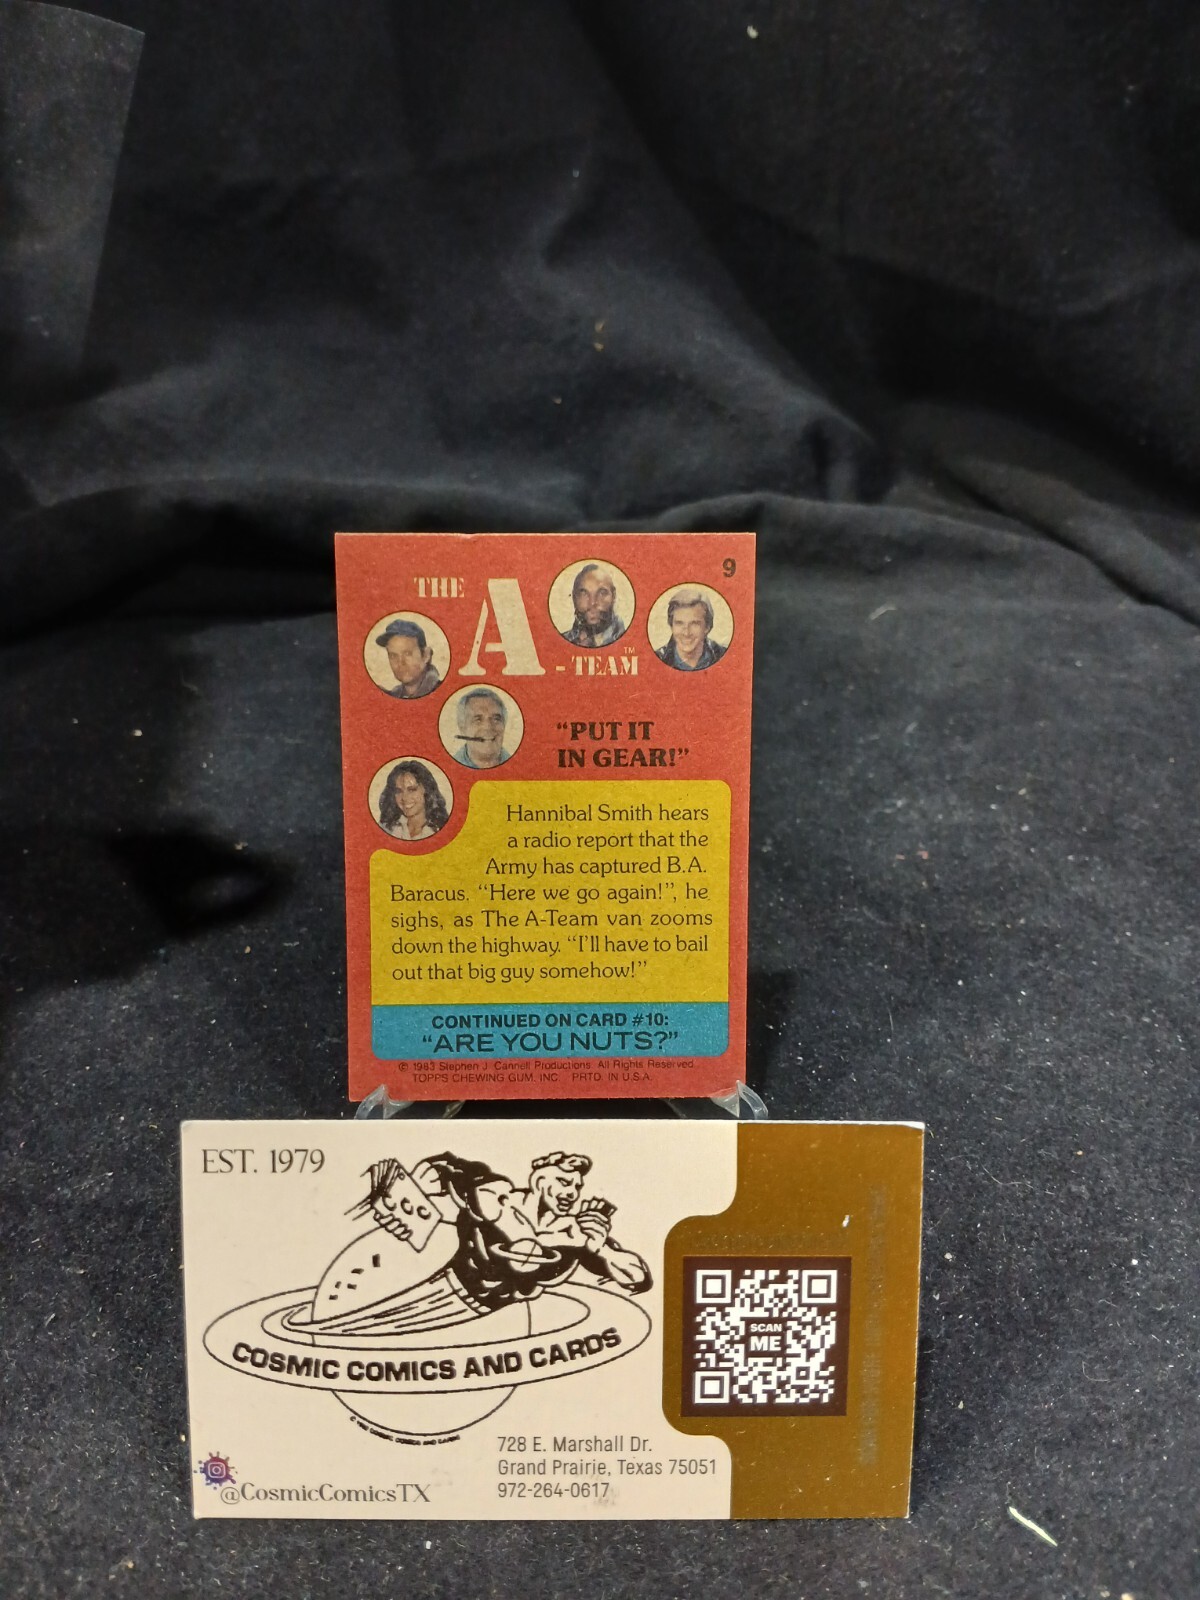 9
THE
A
- TEAM™
"PUT IT
IN GEAR!"
Hannibal Smith hears
a radio report that the
Army has captured B.A.
Baracus. "Here we go again!", he
sighs, as The A-Team van zooms
down the highway. "I'll have to bail
out that big guy somehow!"
CONTINUED ON CARD #10:
"ARE YOU NUTS?"
© 1983 Stephen J. Cannell Productions. All Rights Reserved.
TOPPS CHEWING GUM, INC. PRTD. IN U.S.A.
EST. 1979
COSMIC COMICS AND CARDS
SCAN
ME
728 E. Marshall Dr.
Grand Prairie, Texas 75051
972-264-0617
@CosmicComicsTX